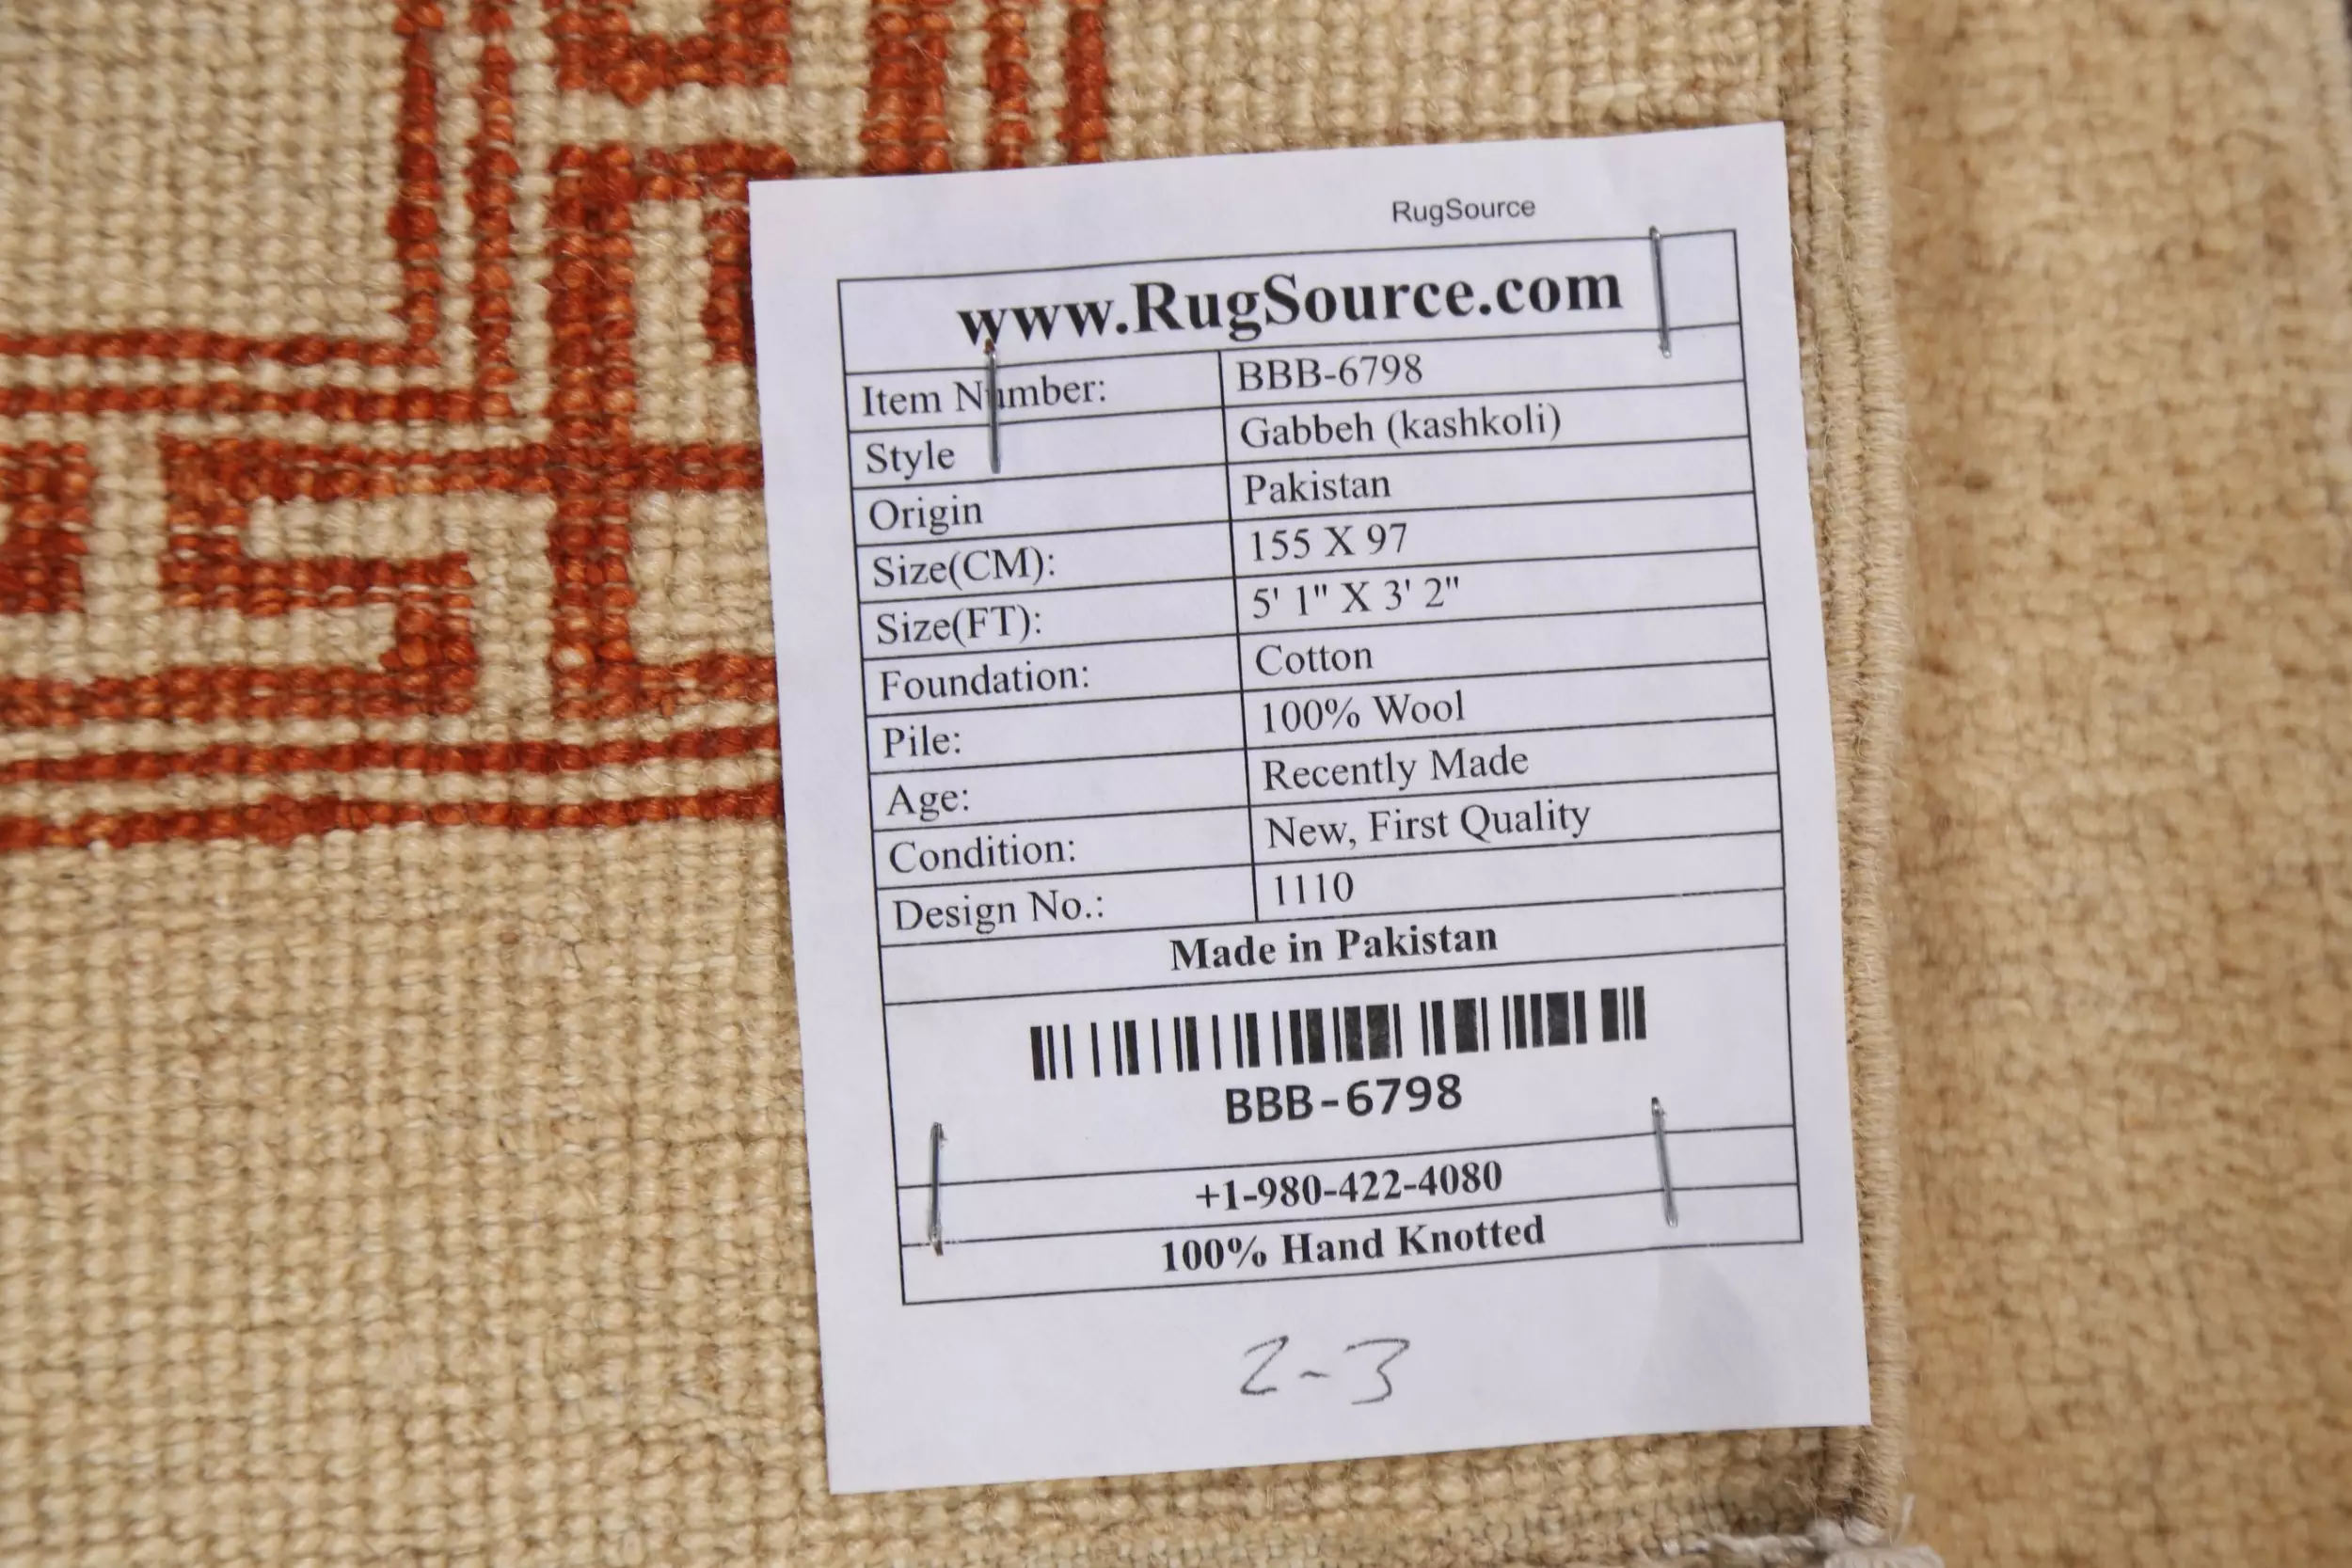 RugSource
www.RugSource.com
Item Number: BBB-6798
Style Gabbeh (kashkoli)
Origin Pakistan
Size(CM): 155 X 97
Size(FT): 5' 1" X 3' 2"
Foundation: Cotton
Pile: 100% Wool
Age: Recently Made
Condition: New, First Quality
Design No.: 1110
Made in Pakistan
BBB-6798
+1-980-422-4080
100% Hand Knotted
2-3